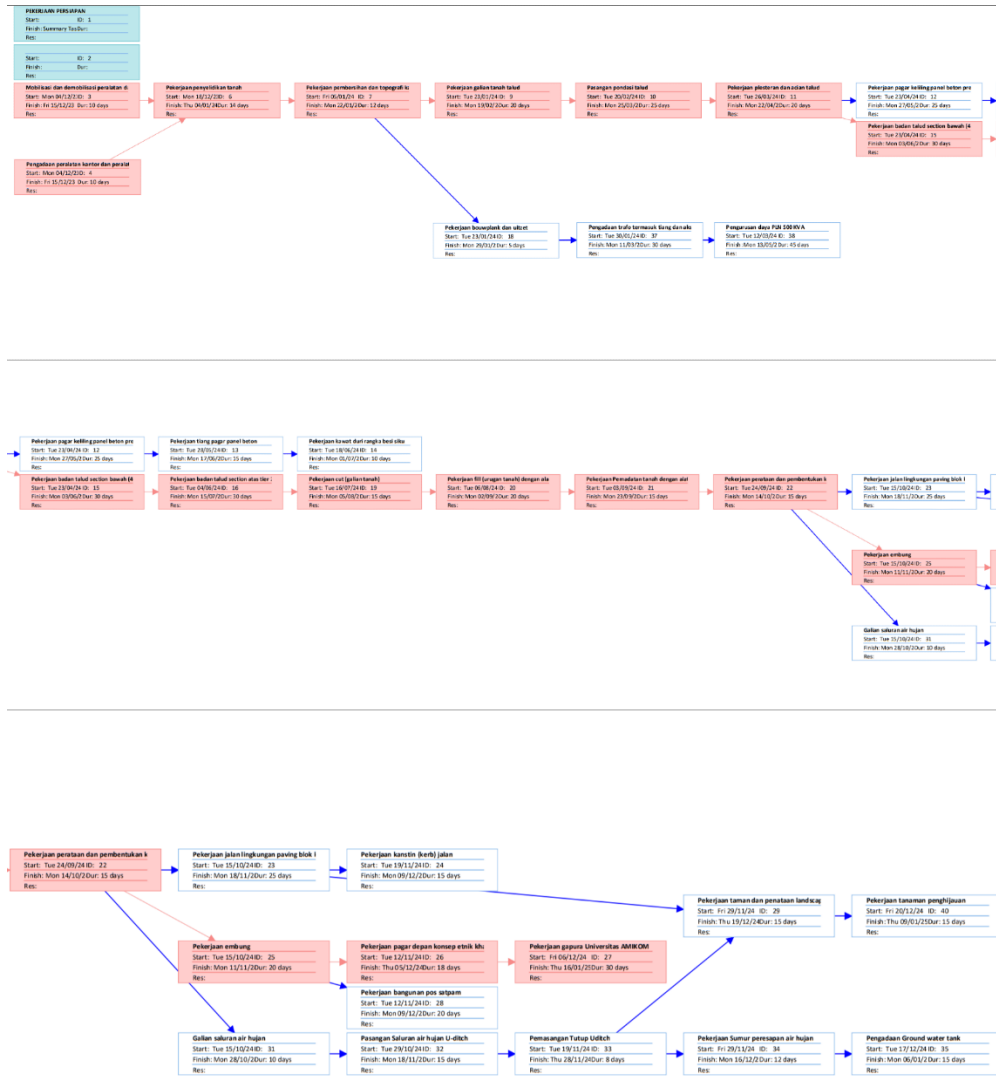 PEKERJAAN PERSIAPAN
Start: ID: 1
Finish: Summary Tas Dur:
Res:
Start: ID: 2
Finish: Dur:
Res:
Mobilisasi dan demobilisasi peralatan d
Start: Mon 04/12/23 ID: 3
Finish: Fri 15/12/23 Dur: 10 days
Res:
Pekerjaan penyelidikan tanah
Start: Mon 18/12/23 ID: 6
Finish: Thu 04/01/24 Dur: 14 days
Res:
Pekerjaan pembersihan dan topografi
Start: Fri 05/01/24 ID: 7
Finish: Mon 22/01/2 Dur: 12 days
Res:
Pekerjaan galian tanah talud
Start: Tue 23/01/24 ID: 9
Finish: Mon 19/02/ Dur: 20 days
Res:
Pasangan pondasi talud
Start: Tue 20/02/24 ID: 10
Finish: Mon 25/03/2 Dur: 25 days
Res:
Pekerjaan plesteran dan adian talud
Start: Tue 26/03/24 ID: 11
Finish: Mon 22/04/2 Dur: 20 days
Res:
Pekerjaan pagar keliling panel beton pre
Start: Tue 23/04/24 ID: 12
Finish: Mon 27/05/2 Dur: 25 days
Res:
Pekerjaan badan talud section bawah (4
Start: Tue 23/04/24 ID: 15
Finish: Mon 03/06/2 Dur: 30 days
Res:
Pengadaan peralatan kantor dan peralat
Start: Mon 04/12/2 ID: 4
Finish: Fri 15/12/23 Dur: 10 days
Res:
Pekerjaan bouwplank dan uitzet
Start: Tue 23/01/24 ID: 18
Finish: Mon 29/01/2 Dur: 5 days
Res:
Pengadaan trafo termasuk tiang dan aks
Start: Tue 30/01/24 ID: 37
Finish: Mon 11/03/2 Dur: 30 days
Res:
Pengurusan daya PLN 100 KVA
Start: Tue 12/03/24 ID: 38
Finish: Mon 13/05/2 Dur: 45 days
Res:
Pekerjaan pagar keliling panel beton pre
Start: Tue 23/04/24 ID: 12
Finish: Mon 27/05/2 Dur: 25 days
Res:
Pekerjaan tiang pagar panel beton
Start: Tue 28/05/24 ID: 13
Finish: Mon 17/06/2 Dur: 15 days
Res:
Pekerjaan kawat duri rangka besi siku
Start: Tue 18/06/24 ID: 14
Finish: Mon 01/07/2 Dur: 10 days
Res:
Pekerjaan badan talud section bawah (4
Start: Tue 23/04/24 ID: 15
Finish: Mon 03/06/2 Dur: 30 days
Res:
Pekerjaan badan talud section atas tier
Start: Tue 04/06/24 ID: 16
Finish: Mon 15/07/2 Dur: 30 days
Res:
Pekerjaan cut (galian tanah)
Start: Tue 16/07/24 ID: 19
Finish: Mon 05/08/2 Dur: 15 days
Res:
Pekerjaan fill (urugan tanah) dengan ala
Start: Tue 06/08/24 ID: 20
Finish: Mon 02/09/2 Dur: 20 days
Res:
Pekerjaan Pemadatan tanah dengan alat
Start: Tue 03/09/24 ID: 21
Finish: Mon 23/09/2 Dur: 15 days
Res:
Pekerjaan perataan dan pembentukan k
Start: Tue 24/09/24 ID: 22
Finish: Mon 14/10/2 Dur: 15 days
Res:
Pekerjaan jalan lingkungan paving blok l
Start: Tue 15/10/24 ID: 23
Finish: Mon 18/11/2 Dur: 25 days
Res:
Pekerjaan embung
Start: Tue 15/10/24 ID: 25
Finish: Mon 11/11/2 Dur: 20 days
Res:
Galian saluran air hujan
Start: Tue 15/10/24 ID: 31
Finish: Mon 28/10/2 Dur: 10 days
Res:
Pekerjaan perataan dan pembentukan k
Start: Tue 24/09/24 ID: 22
Finish: Mon 14/10/2 Dur: 15 days
Res:
Pekerjaan jalan lingkungan paving blok l
Start: Tue 15/10/24 ID: 23
Finish: Mon 18/11/2 Dur: 25 days
Res:
Pekerjaan kanstin (kerb) jalan
Start: Tue 19/11/24 ID: 24
Finish: Mon 09/12/2 Dur: 15 days
Res:
Pekerjaan taman dan penataan landscap
Start: Fri 29/11/24 ID: 29
Finish: Thu 19/12/24 Dur: 15 days
Res:
Pekerjaan tanaman penghijauan
Start: Fri 20/12/24 ID: 40
Finish: Thu 09/01/25 Dur: 15 days
Res:
Pekerjaan embung
Start: Tue 15/10/24 ID: 25
Finish: Mon 11/11/2 Dur: 20 days
Res:
Pekerjaan pagar depan konsep etnik khu
Start: Tue 12/11/24 ID: 26
Finish: Thu 05/12/24 Dur: 18 days
Res:
Pekerjaan gapura Universitas AMIKOM
Start: Fri 06/12/24 ID: 27
Finish: Thu 16/01/25 Dur: 30 days
Res:
Pekerjaan bangunan pos satpam
Start: Tue 12/11/24 ID: 28
Finish: Mon 09/12/2 Dur: 20 days
Res:
Galian saluran air hujan
Start: Tue 15/10/24 ID: 31
Finish: Mon 28/10/2 Dur: 10 days
Res:
Pasangan Saluran air hujan U-ditch
Start: Tue 29/10/24 ID: 32
Finish: Mon 18/11/2 Dur: 15 days
Res:
Pemasangan Tutup Uditch
Start: Tue 19/11/24 ID: 33
Finish: Thu 28/11/24 Dur: 8 days
Res:
Pekerjaan Sumur peresapan air hujan
Start: Fri 29/11/24 ID: 34
Finish: Mon 16/12/2 Dur: 12 days
Res:
Pengadaan Ground water tank
Start: Tue 17/12/24 ID: 35
Finish: Mon 06/01/2 Dur: 15 days
Res: